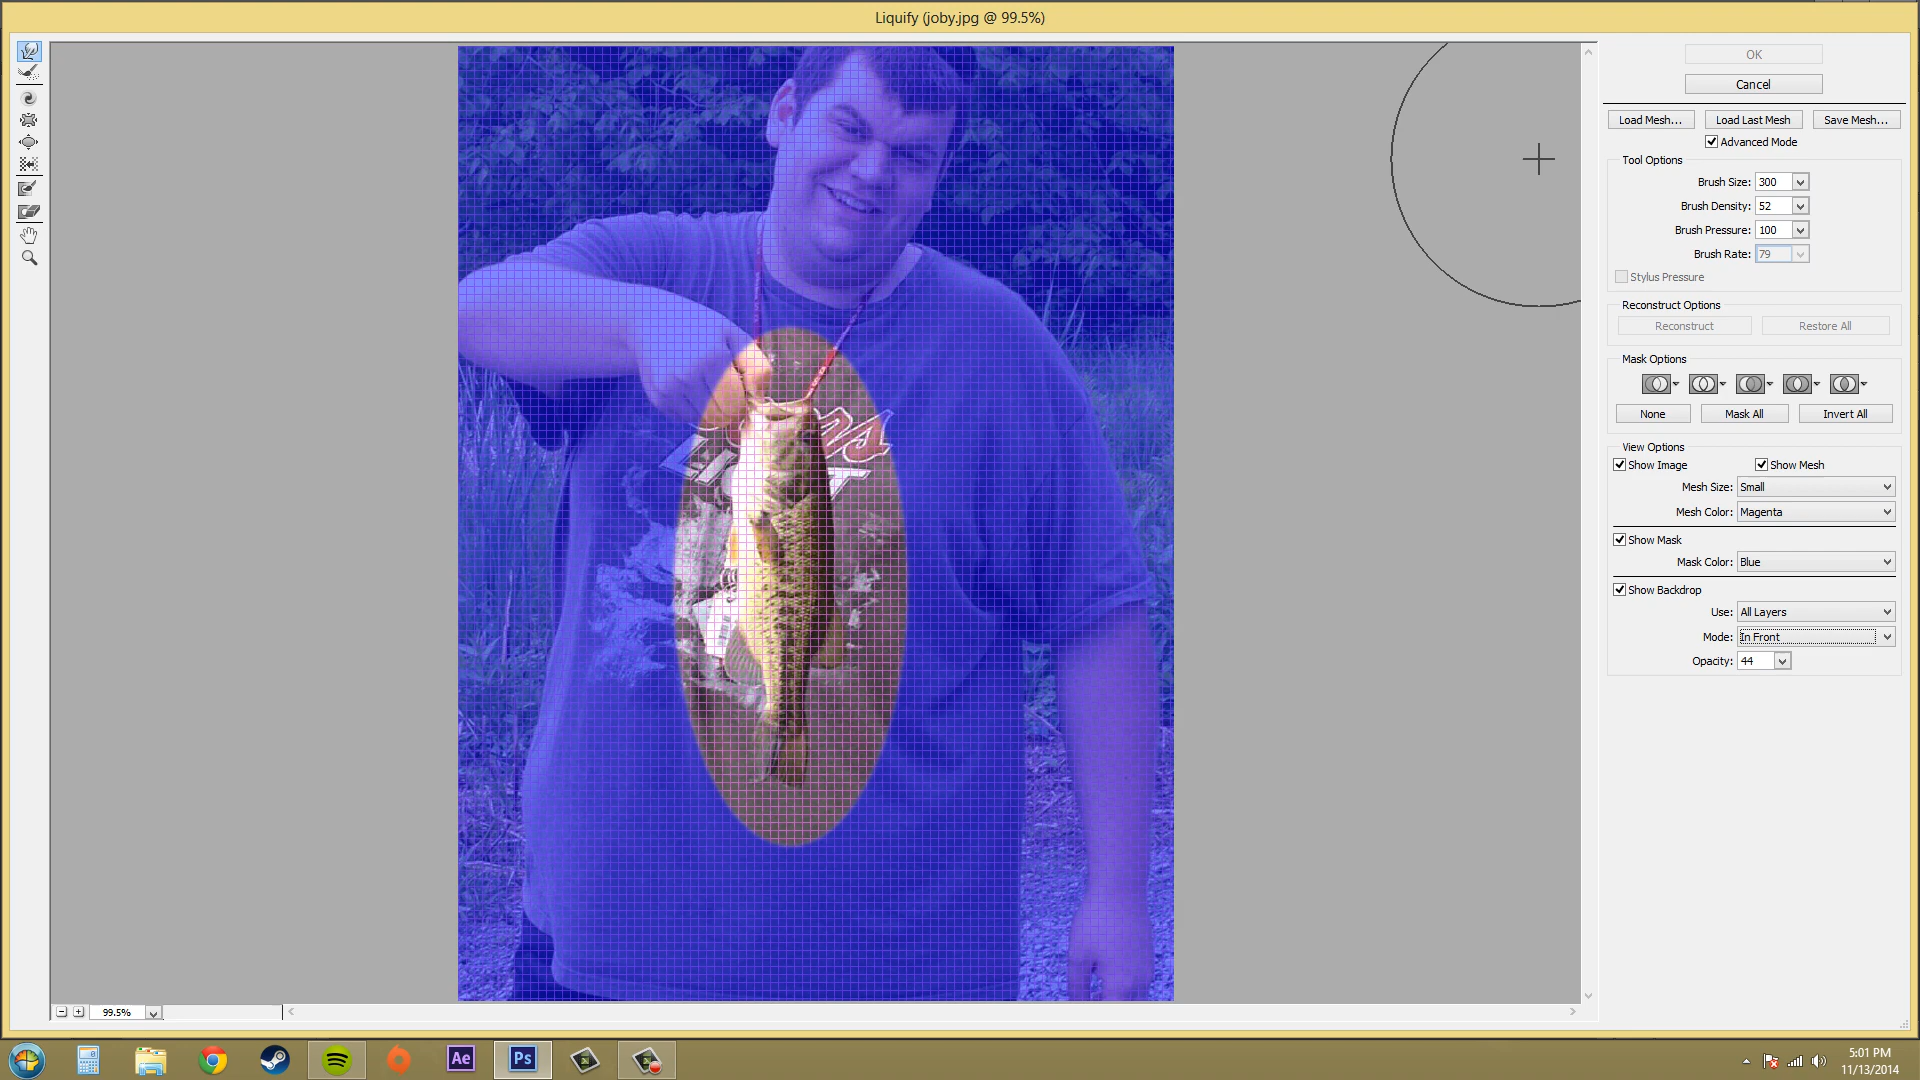 Liquify (joby.jpg @ 99.5%)
OK
Cancel
Load Mesh...
Load Last Mesh
Save Mesh...
Advanced Mode
Tool Options
Brush Size: 300
Brush Density: 52
Brush Pressure: 100
Brush Rate: 79
Stylus Pressure
Reconstruct Options
Reconstruct
Restore All
Mask Options
None
Mask All
Invert All
View Options
Show Image
Show Mesh
Mesh Size: Small
Mesh Color: Magenta
Show Mask
Mask Color: Blue
Show Backdrop
Use: All Layers
Mode: In Front
Opacity: 44
99.5%
Ae
Ps
5:01 PM
11/13/2014